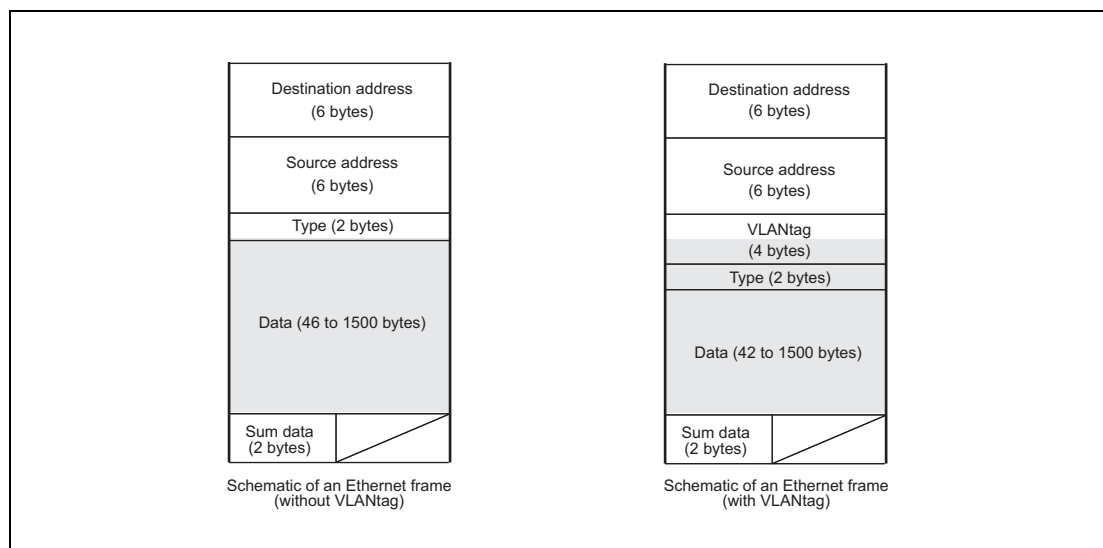 Destination address
(6 bytes)
Source address
(6 bytes)
Type (2 bytes)
Data (46 to 1500 bytes)
Sum data
(2 bytes)
Schematic of an Ethernet frame
(without VLANtag)
Destination address
(6 bytes)
Source address
(6 bytes)
VLANtag
(4 bytes)
Type (2 bytes)
Data (42 to 1500 bytes)
Sum data
(2 bytes)
Schematic of an Ethernet frame
(with VLANtag)